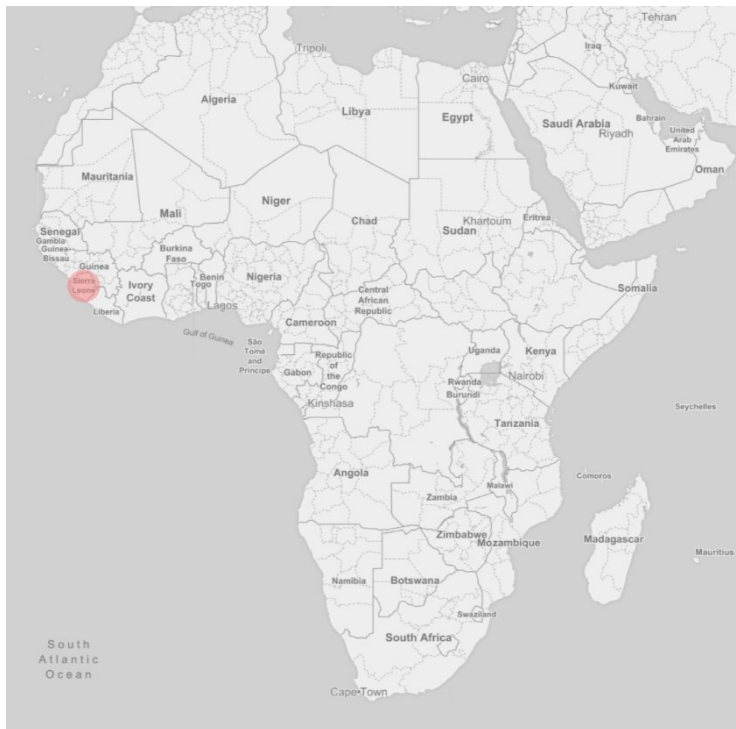 Tehran
Tripoli
Iraq
Cairo
Kuwait
Algeria
Libya
Egypt
Saudi Arabia
Bahrain
Riyadh
United
Arab
Emirates
Oman
Mauritania
Mali
Niger
Chad
Sudan
Khartoum
Eritrea
Senegal
Gambia
Guinea-
Bissau
Burkina
Faso
Guinea
Sierra
Leone
Ivory
Coast
Benin
Togo
Nigeria
Lagos
Central
African
Republic
Somalia
Liberia
Cameroon
Gulf of Guinea
São
Tomé
and
Príncipe
Gabon
Republic
of
the
Congo
Uganda
Kenya
Nairobi
Rwanda
Burundi
Kinshasa
Tanzania
Seychelles
Angola
Malawi
Comoros
Zambia
Zimbabwe
Mozambique
Madagascar
Mauritius
Namibia
Botswana
Swaziland
South Africa
South
Atlantic
Ocean
Cape Town